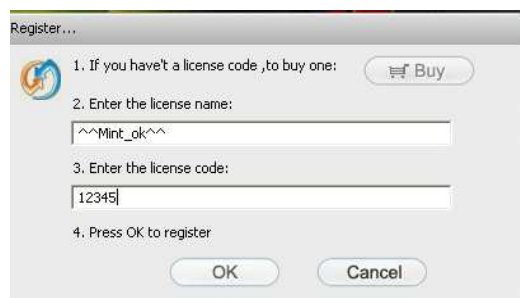 Register...
1. If you have't a license code ,to buy one:
Buy
2. Enter the license name:
^^Mint_ok^^
3. Enter the license code:
12345
4. Press OK to register
OK
Cancel